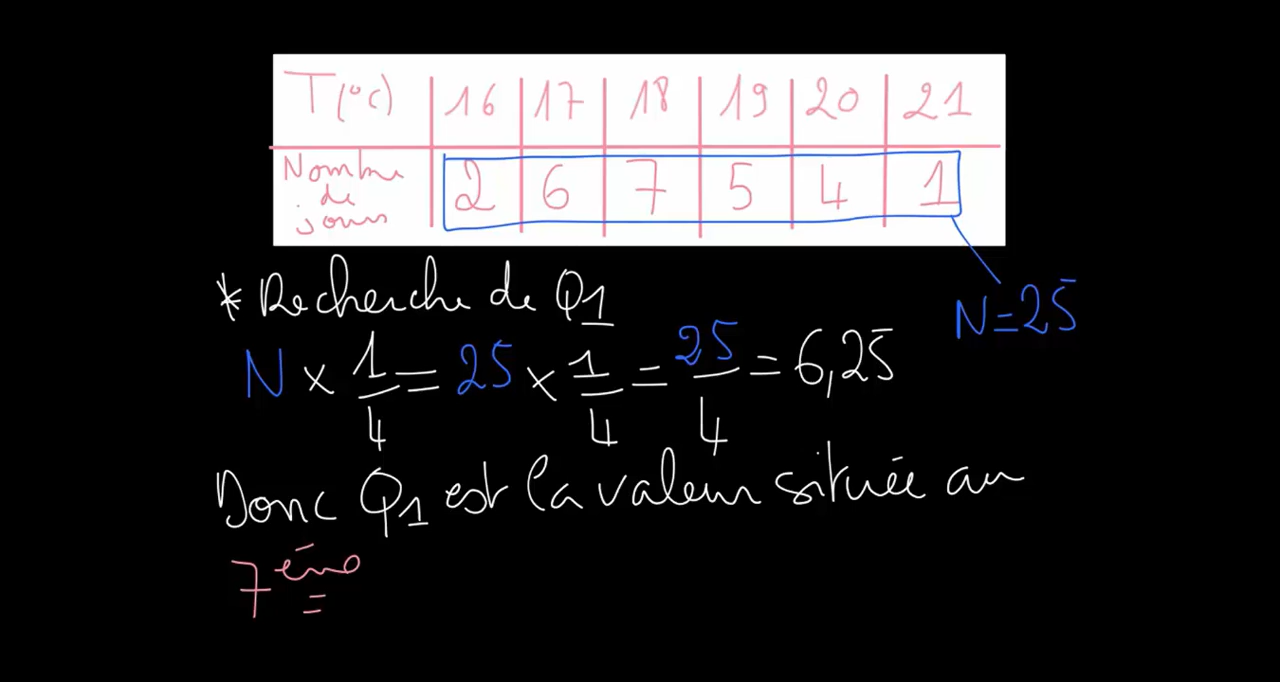 T(°C) 16 17 18 19 20 21
Nombre de jours 2 6 7 5 4 1
* Recherche de Q1
N = 25
N × 1/4 = 25 × 1/4 = 25/4 = 6,25
Donc Q1 est la valeur située au
7ème